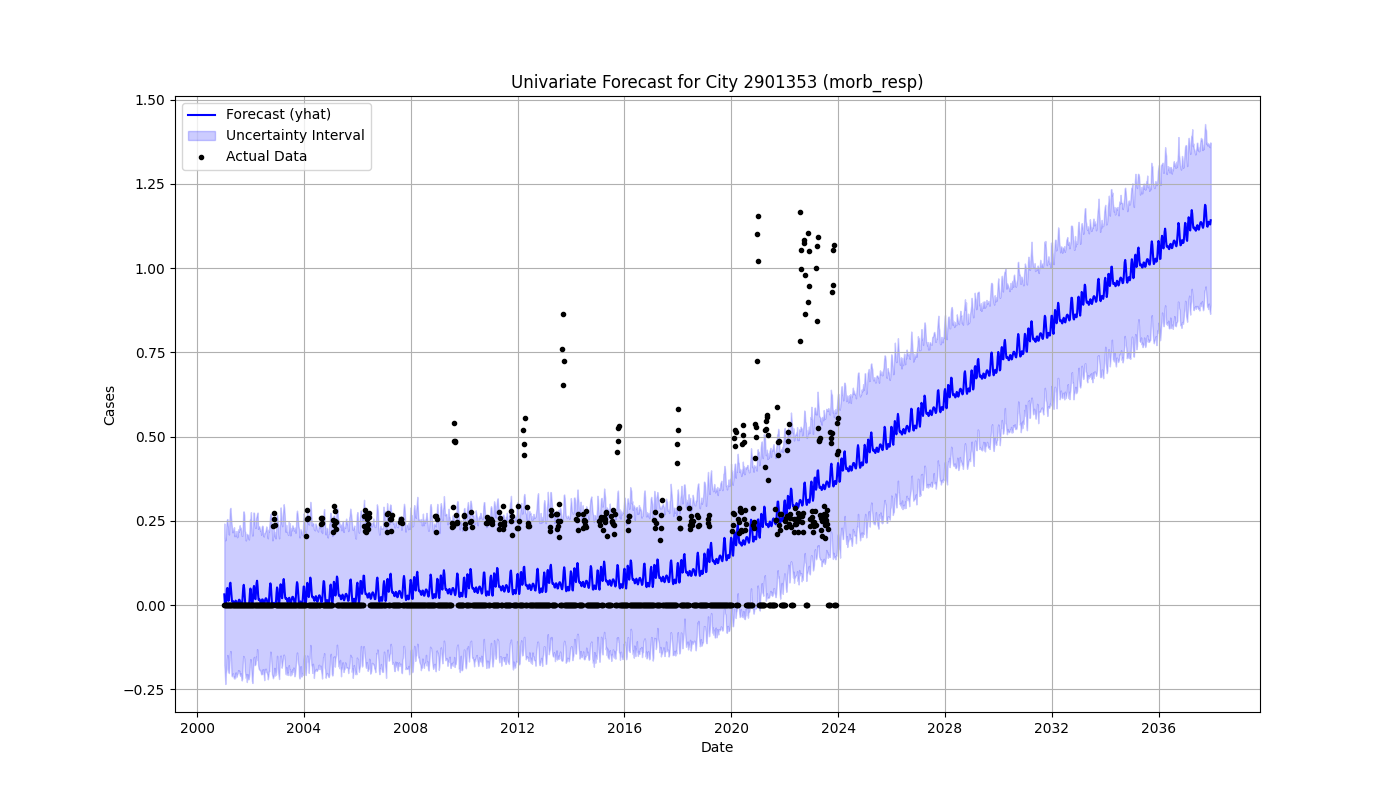 Univariate Forecast for City 2901353 (morb_resp)
Forecast (yhat)
Uncertainty Interval
Actual Data
Cases
1.50
1.25
1.00
0.75
0.50
0.25
0.00
−0.25
2000 2004 2008 2012 2016 2020 2024 2028 2032 2036
Date